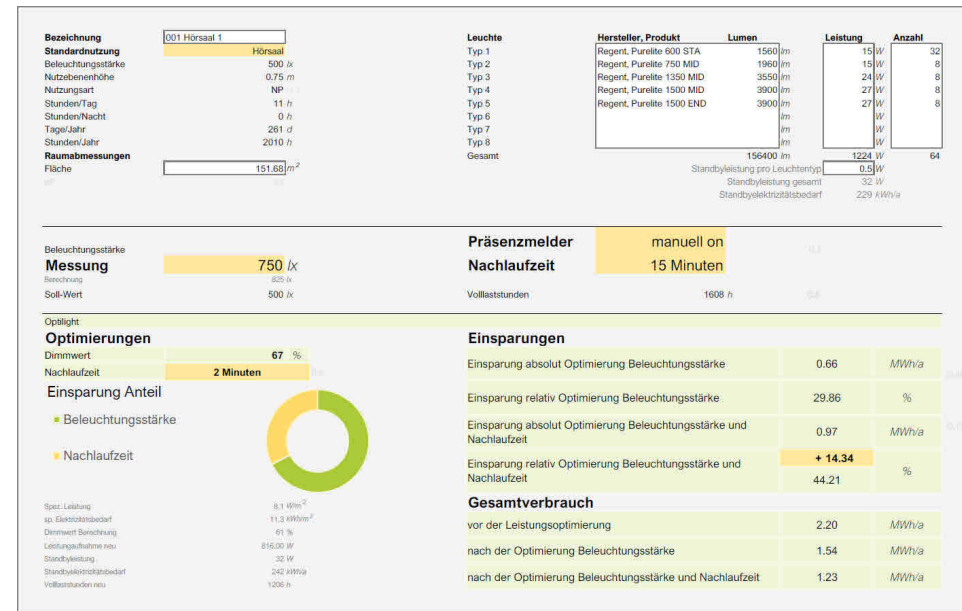 Bezeichnung 001 Hörsaal 1
Standardnutzung Hörsaal
Beleuchtungsstärke 500 lx
Nutzebenenhöhe 0.75 m
Nutzungsart NP
Stunden/Tag 11 h
Stunden/Nacht 0 h
Tage/Jahr 261 d
Stunden/Jahr 2010 h
Raumabmessungen
Fläche 151.68 m²
Leuchte Hersteller, Produkt Lumen Leistung Anzahl
Typ 1 Regent, Purelite 600 STA 1560 lm 15 W 32
Typ 2 Regent, Purelite 750 MID 1960 lm 15 W 8
Typ 3 Regent, Purelite 1350 MID 3550 lm 24 W 8
Typ 4 Regent, Purelite 1500 MID 3900 lm 27 W 8
Typ 5 Regent, Purelite 1500 END 3900 lm 27 W 8
Typ 6 lm W
Typ 7 lm W
Typ 8 lm W
Gesamt 156400 lm 1224 W 64
Standbyleistung pro Leuchtentyp 0.5 W
Standbyleistung gesamt 32 W
Standbyelektrizitätsbedarf 229 kWh/a
Beleuchtungsstärke
Messung 750 lx
Berechnung 825 lx
Soll-Wert 500 lx
Präsenzmelder manuell on
Nachlaufzeit 15 Minuten
Volllaststunden 1608 h
Optilight
Optimierungen
Dimmwert 67 %
Nachlaufzeit 2 Minuten
Einsparung Anteil
Beleuchtungsstärke
Nachlaufzeit
Spez. Leistung 8.1 W/m²
sp. Elektrizitätsbedarf 11.3 kWh/m²
Dimmwert Berechnung 61 %
Leistungaufnahme neu 816.00 W
Standbyleistung 32 W
Standbyelektrizitätsbedarf 242 kWh/a
Volllaststunden neu 1206 h
Einsparungen
Einsparung absolut Optimierung Beleuchtungsstärke 0.66 MWh/a
Einsparung relativ Optimierung Beleuchtungsstärke 29.86 %
Einsparung absolut Optimierung Beleuchtungsstärke und
Nachlaufzeit 0.97 MWh/a
+ 14.34
Einsparung relativ Optimierung Beleuchtungsstärke und
Nachlaufzeit 44.21 %
Gesamtverbrauch
vor der Leistungsoptimierung 2.20 MWh/a
nach der Optimierung Beleuchtungsstärke 1.54 MWh/a
nach der Optimierung Beleuchtungsstärke und Nachlaufzeit 1.23 MWh/a